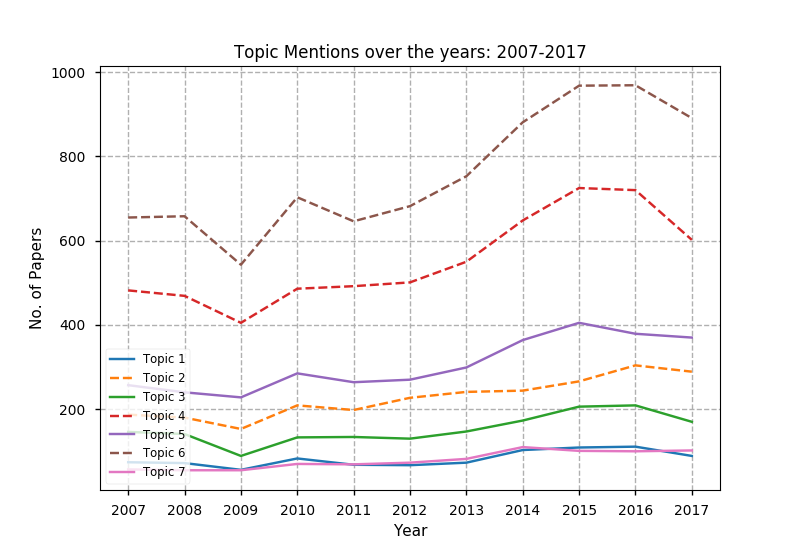 Topic Mentions over the years: 2007-2017
1000
800
600
400
200
No. of Papers
Topic 1
Topic 2
Topic 3
Topic 4
Topic 5
Topic 6
Topic 7
2007 2008 2009 2010 2011 2012 2013 2014 2015 2016 2017
Year